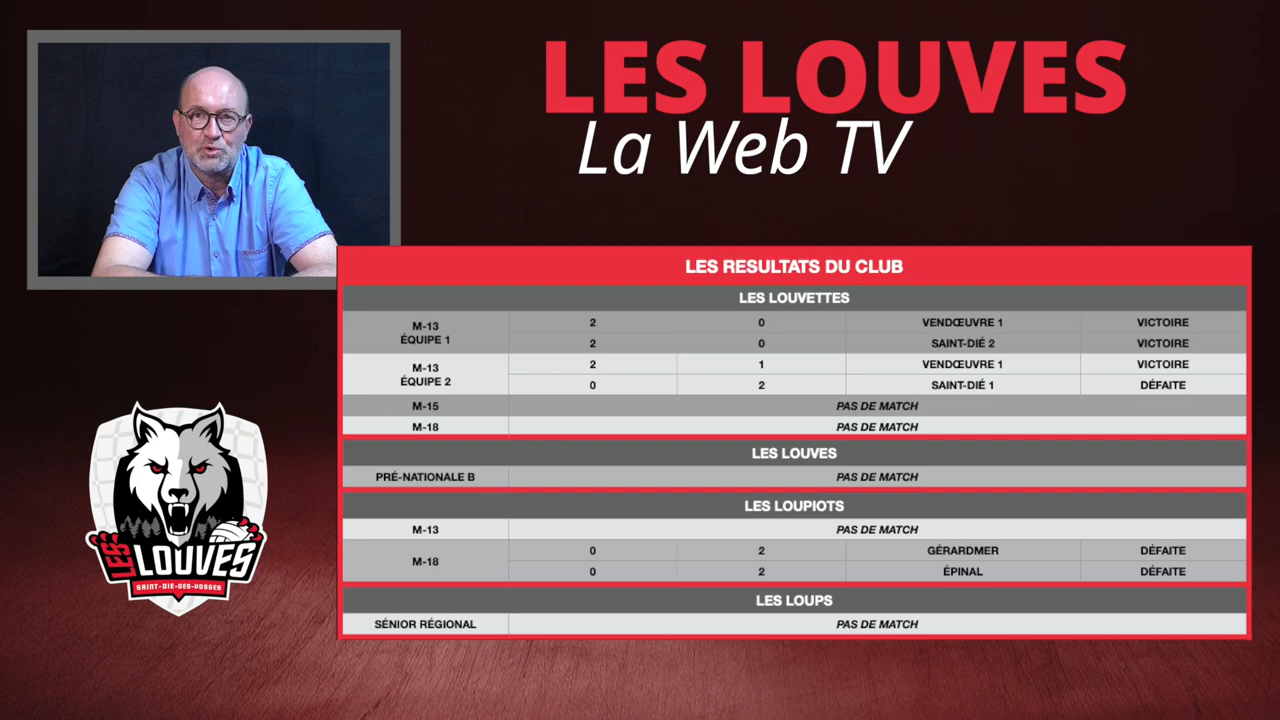 LES LOUVES
La Web TV
LES RESULTATS DU CLUB
LES LOUVETTES
M-13
ÉQUIPE 1
2 0 VENDŒUVRE 1 VICTOIRE
2 0 SAINT-DIÉ 2 VICTOIRE
M-13
ÉQUIPE 2
2 1 VENDŒUVRE 1 VICTOIRE
0 2 SAINT-DIÉ 1 DÉFAITE
M-15 PAS DE MATCH
M-18 PAS DE MATCH
LES LOUVES
PRÉ-NATIONALE B PAS DE MATCH
LES LOUPIOTS
M-13 PAS DE MATCH
M-18
0 2 GÉRARDMER DÉFAITE
0 2 ÉPINAL DÉFAITE
LES LOUPS
SÉNIOR RÉGIONAL PAS DE MATCH
LES LOUVES
SAINT-DIE-DES-VOSGES